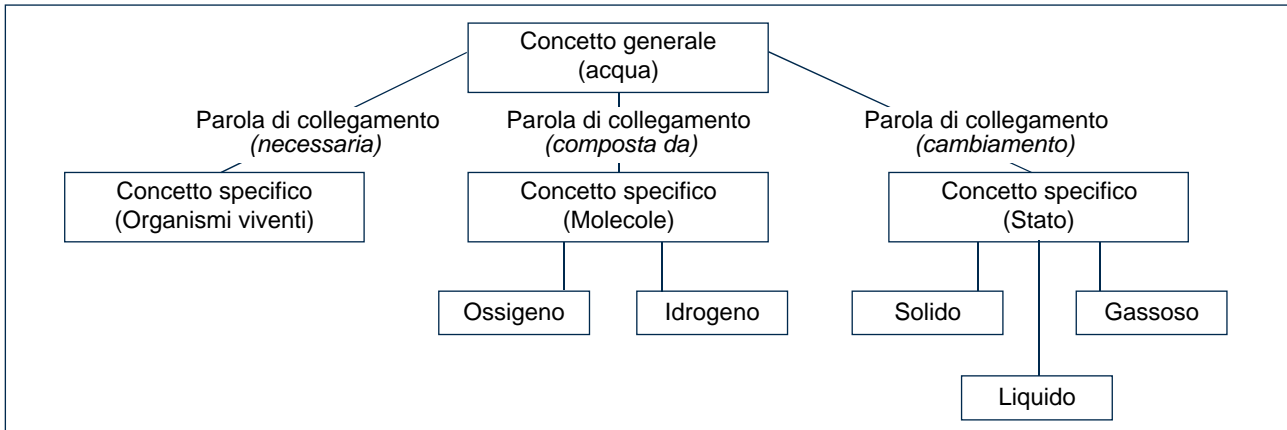 Concetto generale
(acqua)
Parola di collegamento
(necessaria)
Parola di collegamento
(composta da)
Parola di collegamento
(cambiamento)
Concetto specifico
(Organismi viventi)
Concetto specifico
(Molecole)
Concetto specifico
(Stato)
Ossigeno
Idrogeno
Solido
Gassoso
Liquido